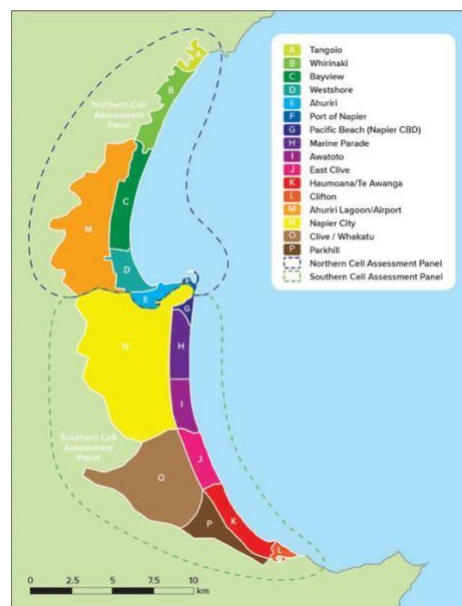 A Tangoio
B Whirinaki
C Bayview
D Westshore
E Ahuriri
F Port of Napier
G Pacific Beach (Napier CBD)
H Marine Parade
I Awatoto
J East Clive
K Haumoana/Te Awanga
L Clifton
M Ahuriri Lagoon/Airport
N Napier City
O Clive / Whakatu
P Parkhill
Northern Cell Assessment Panel
Southern Cell Assessment Panel
A
B
Northern Cell
Assessment
Panel
C
M
D
E
F
G
N
H
I
Southern Cell
Assessment
Panel
J
O
K
P
L
0 2.5 5 7.5 10
km